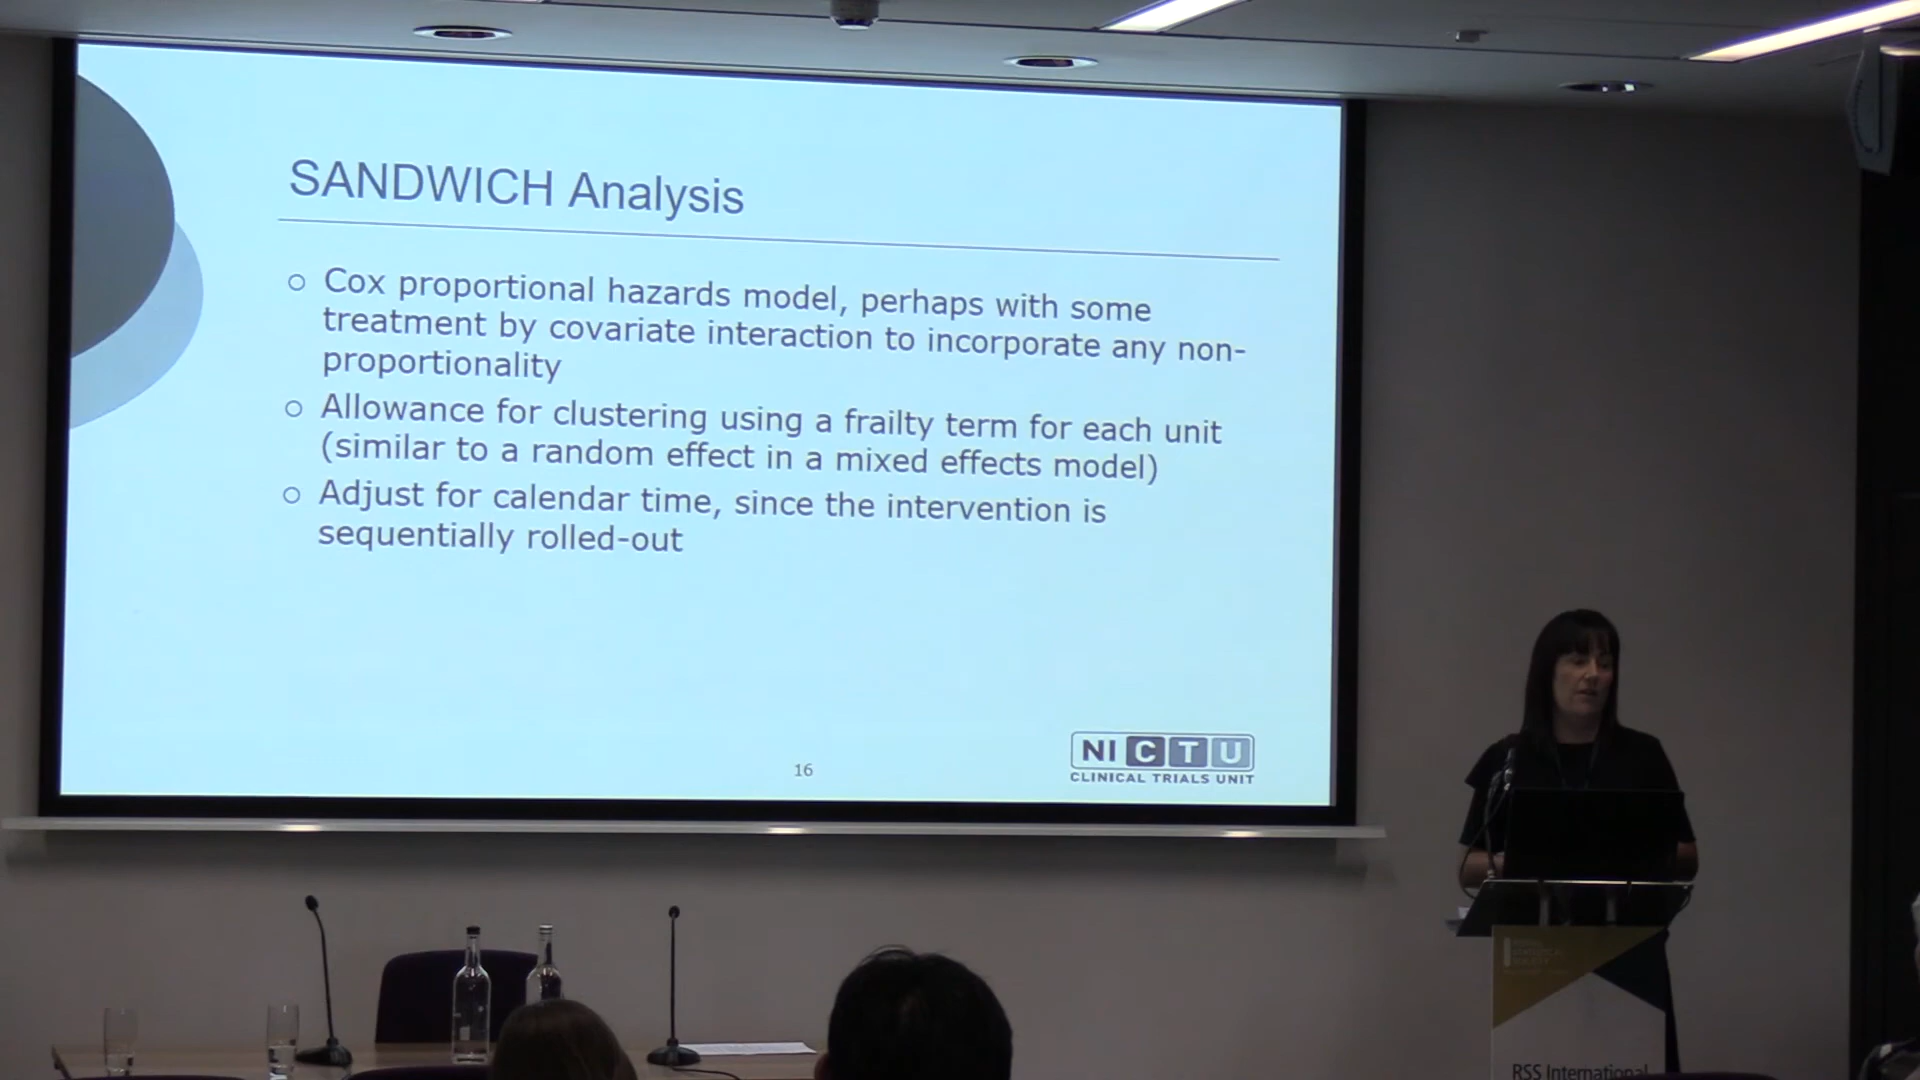 SANDWICH Analysis
○ Cox proportional hazards model, perhaps with some
treatment by covariate interaction to incorporate any non-
proportionality
○ Allowance for clustering using a frailty term for each unit
(similar to a random effect in a mixed effects model)
○ Adjust for calendar time, since the intervention is
sequentially rolled-out
16
NI CTU
CLINICAL TRIALS UNIT
RSS International